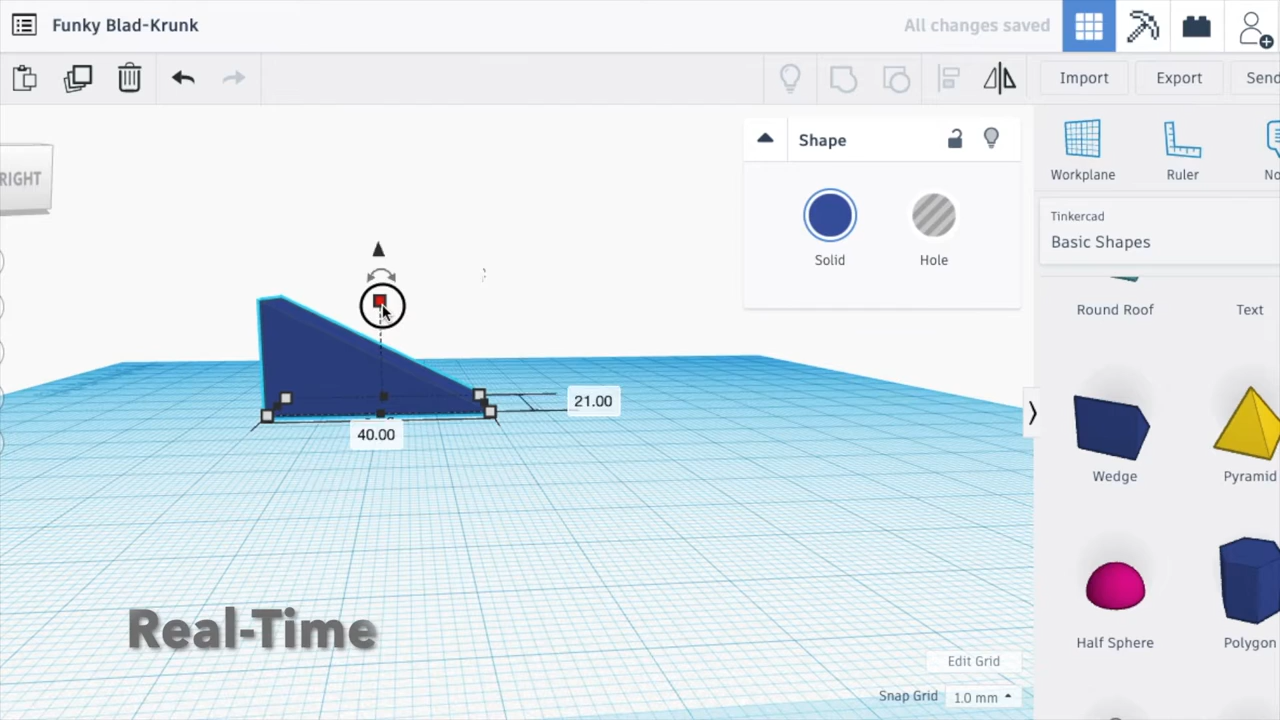 Funky Blad-Krunk
All changes saved
Import
Export
Send
RIGHT
Shape
Solid
Hole
Workplane
Ruler
No
Tinkercad
Basic Shapes
Round Roof
Text
Wedge
Pyramid
Half Sphere
Polygon
21.00
40.00
Real-Time
Edit Grid
Snap Grid
1.0 mm